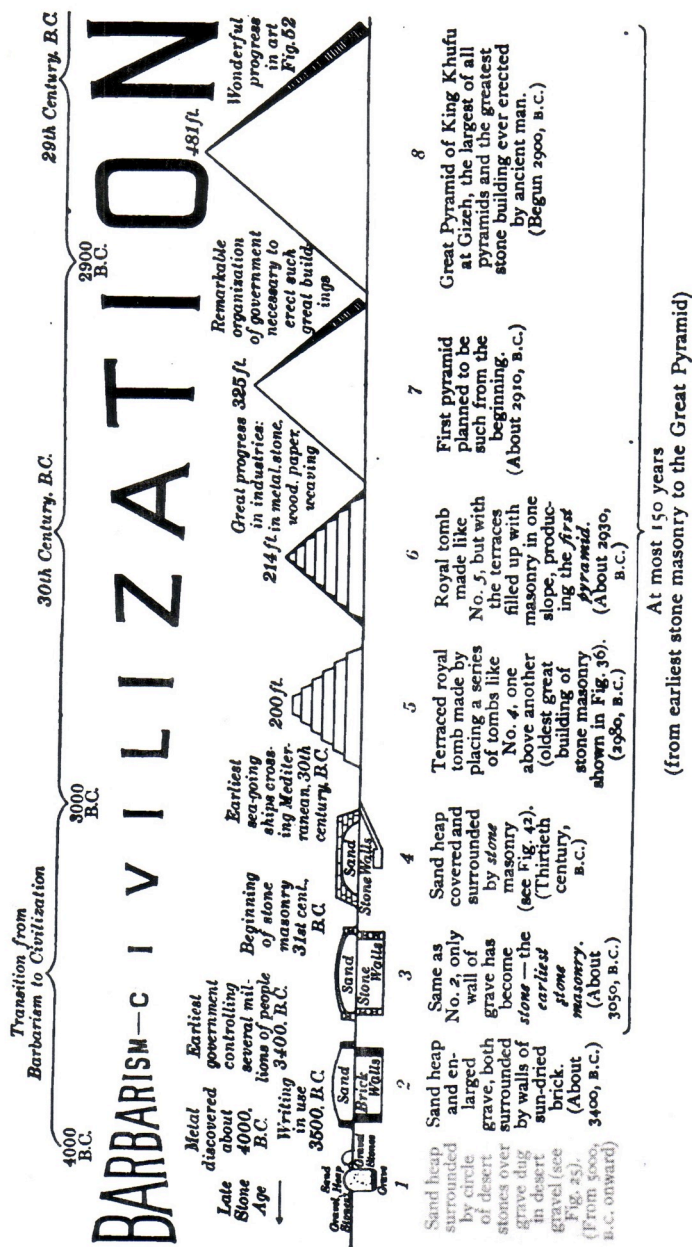 Transition from
Barbarism to Civilization
30th Century, B.C.
29th Century, B.C.
4000
B.C.
3000
B.C.
2900
B.C.
BARBARISM—CIVILIZATION
Late
Stone
Age
Metal
discovered
about
4000,
B.C.
Writing
in use
3500, B.C.
Earliest
government
controlling
several mil-
lions of people
3400, B.C.
Beginning
of stone
masonry
31st cent.,
B.C.
Earliest
sea-going
ships cross-
ing Mediter-
ranean, 30th
century, B.C.
Great progress
in industries:
in metal, stone,
wood, paper,
weaving
Remarkable
organization
of government
necessary to
erect such
great build-
ings
Wonderful
progress
in art
Fig. 52
Sand
Gravel, Heap
Stones
Gravel
Stones
Grave
Sand
Brick
Walls
Sand
Stone
Walls
Sand
Stone Walls
200 ft.
214 ft.
325 ft.
481 ft.
1
2
3
4
5
6
7
8
Sand heap
surrounded
by circle
of desert
stones over
grave dug
in desert
gravel (see
Fig. 25).
(From 5000,
B.C. onward)
Sand heap
and en-
larged
grave, both
surrounded
by walls of
sun-dried
brick.
(About
3400, B.C.)
Same as
No. 2, only
wall of
grave has
become
stone — the
earliest
stone
masonry.
(About
3050, B.C.)
Sand heap
covered and
surrounded
by stone
masonry
(see Fig. 42).
(Thirtieth
century,
B.C.)
Terraced royal
tomb made by
placing a series
of tombs like
No. 4, one
above another
(oldest great
building of
stone masonry
shown in Fig. 36).
(2980, B.C.)
Royal tomb
made like
No. 5, but with
the terraces
filled up with
masonry in one
slope, produc-
ing the first
pyramid.
(About 2930,
B.C.)
First pyramid
planned to be
such from the
beginning.
(About 2910, B.C.)
Great Pyramid of King Khufu
at Gizeh, the largest of all
pyramids and the greatest
stone building ever erected
by ancient man.
(Begun 2900, B.C.)
At most 150 years
(from earliest stone masonry to the Great Pyramid)